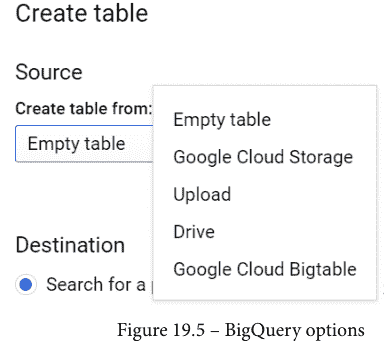 Create table
Source
Create table from:
Empty table
Empty table
Google Cloud Storage
Upload
Drive
Google Cloud Bigtable
Destination
Search for a
Figure 19.5 – BigQuery options